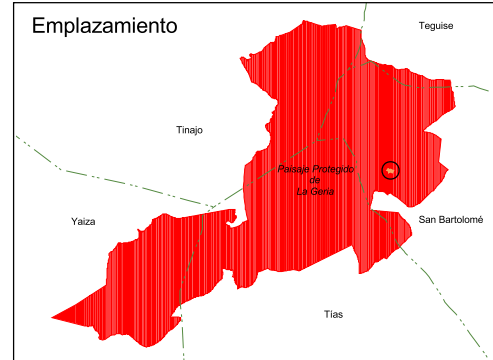 Emplazamiento
Teguise
Tinajo
Paisaje Protegido
de
La Geria
Yaiza
San Bartolomé
Tías